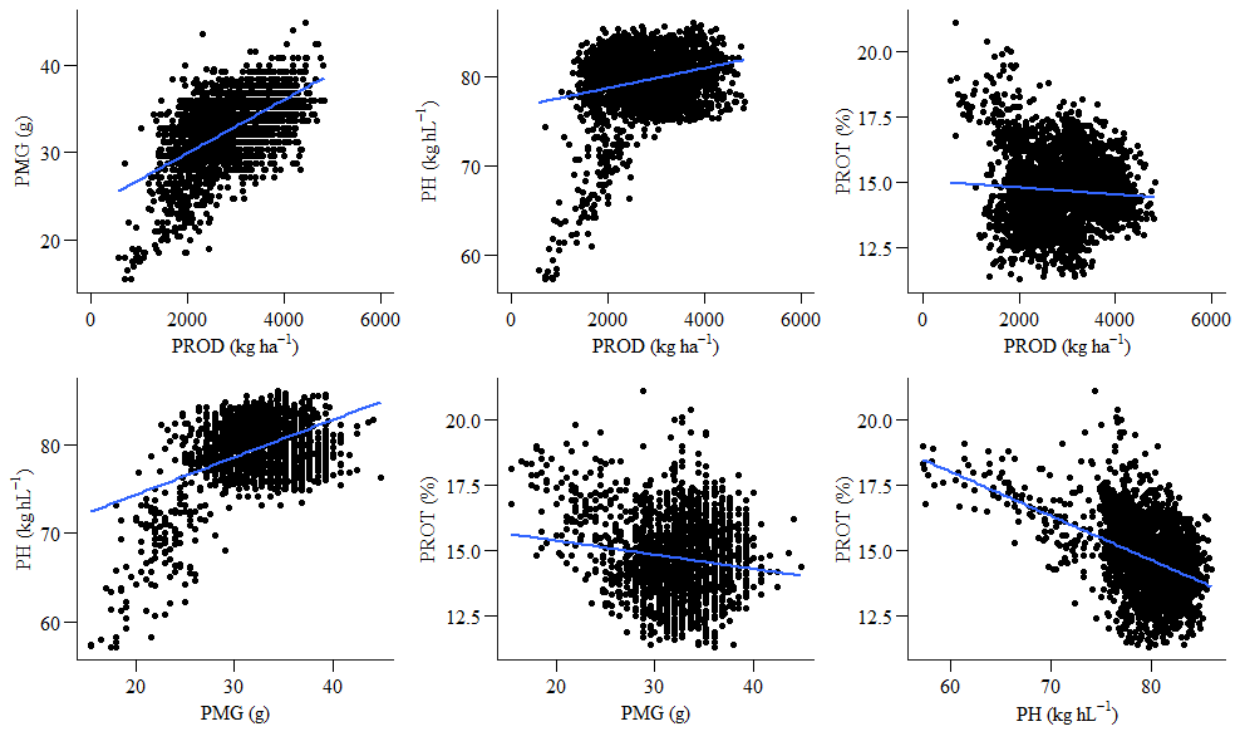 40
30
20
PMG (g)
0 2000 4000 6000
PROD (kg ha⁻¹)
80
70
60
PH (kg hL⁻¹)
0 2000 4000 6000
PROD (kg ha⁻¹)
20.0
17.5
15.0
12.5
PROT (%)
0 2000 4000 6000
PROD (kg ha⁻¹)
80
70
60
PH (kg hL⁻¹)
20 30 40
PMG (g)
20.0
17.5
15.0
12.5
PROT (%)
20 30 40
PMG (g)
20.0
17.5
15.0
12.5
PROT (%)
60 70 80
PH (kg hL⁻¹)